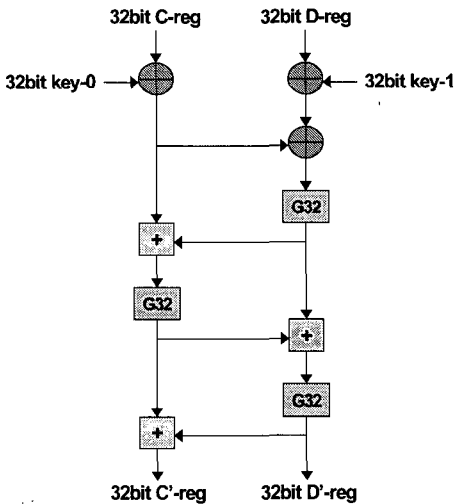 32bit C-reg 32bit D-reg
32bit key-0 32bit key-1
G32
+
G32
+
G32
+
32bit C'-reg 32bit D'-reg